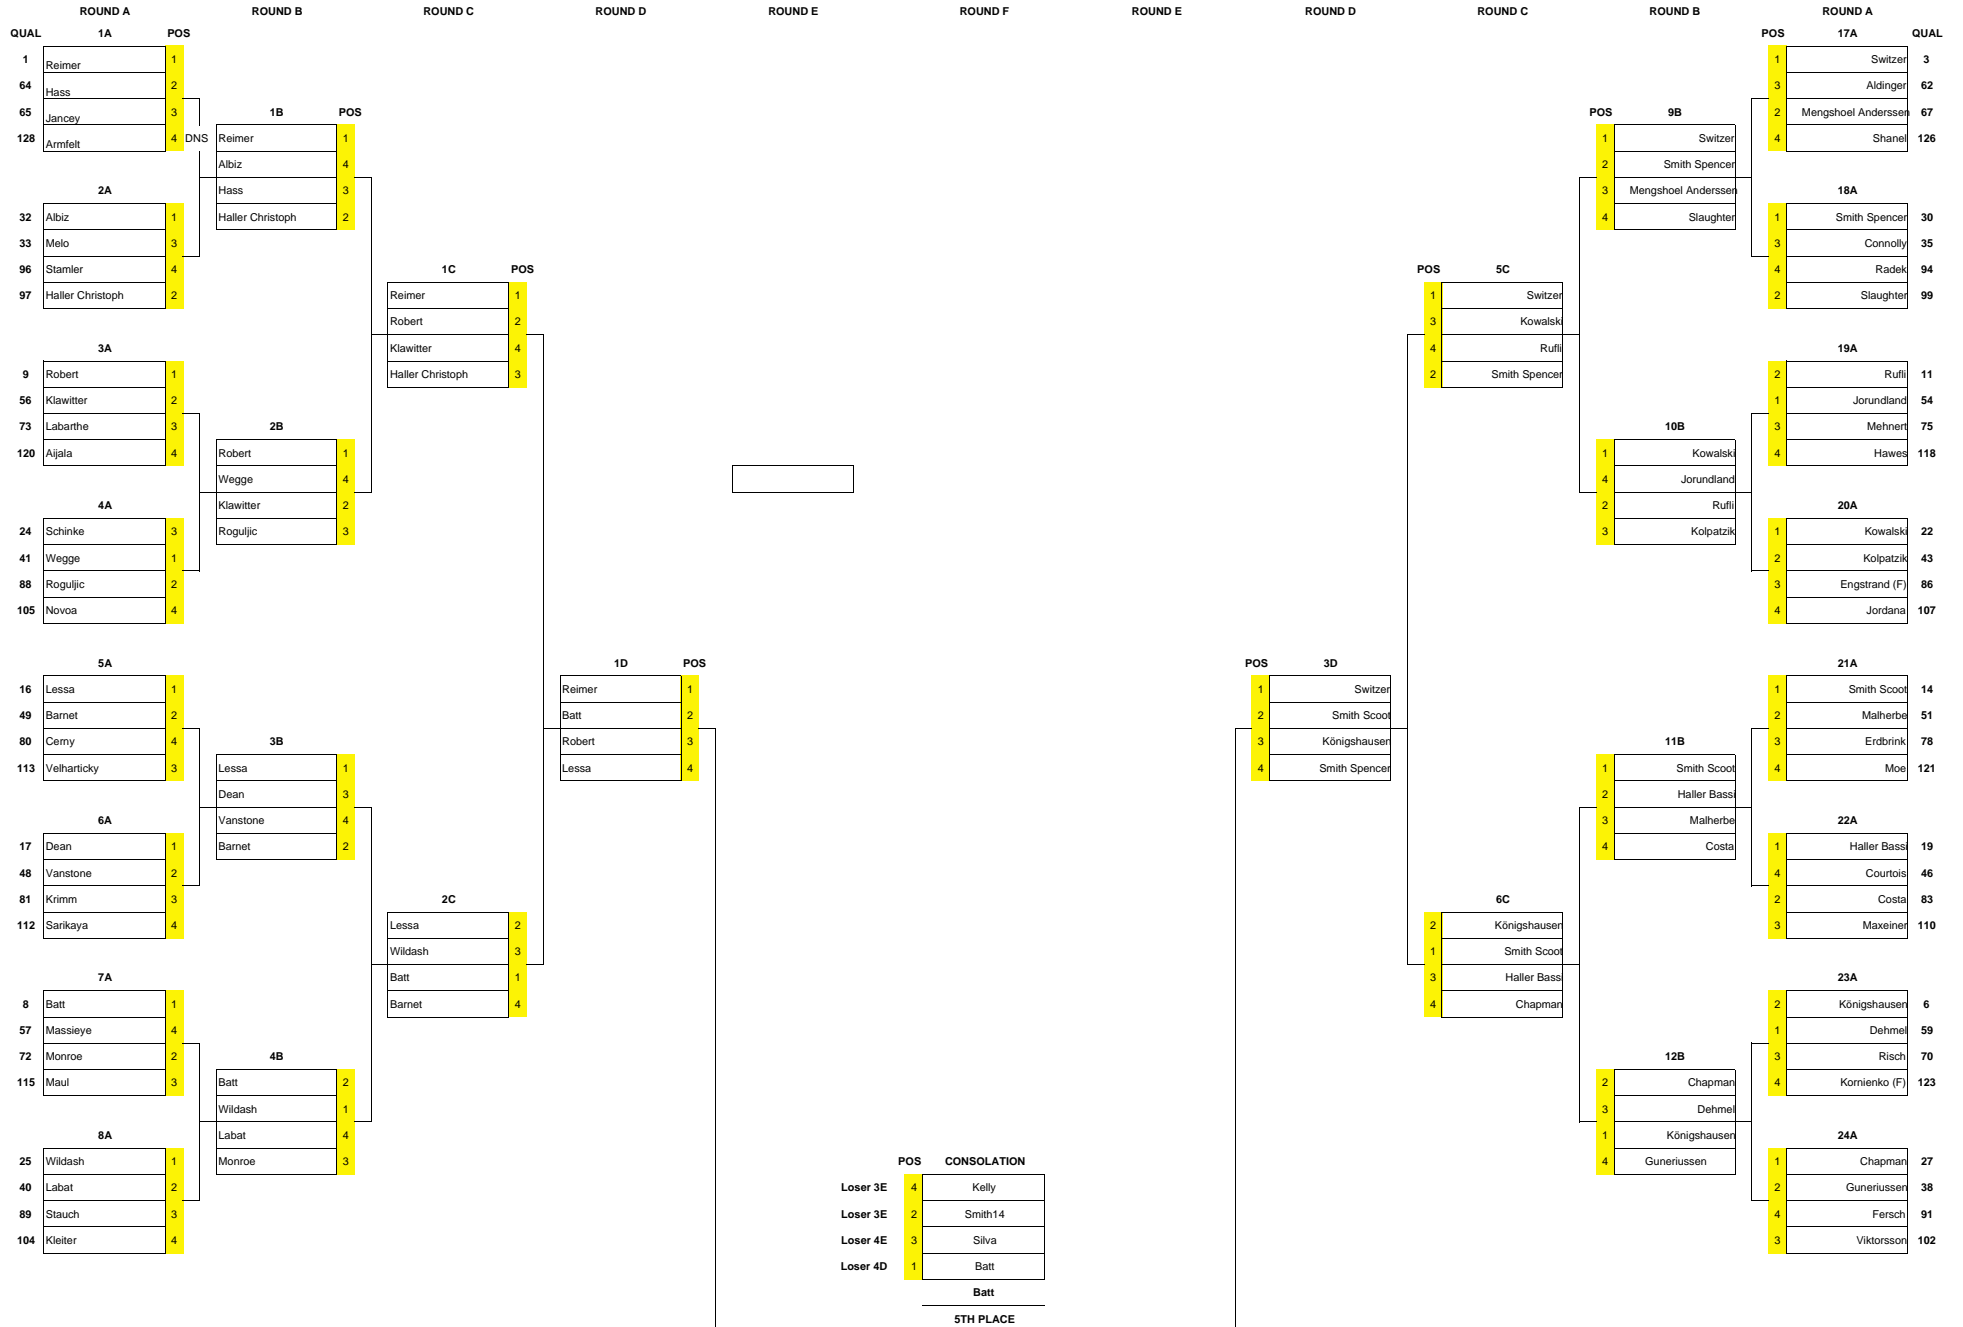 ROUND A ROUND B ROUND C ROUND D ROUND E ROUND F ROUND E ROUND D ROUND C ROUND B ROUND A
QUAL 1A POS
1 Reimer 1
64 Hass 2
65 Jancey 3
128 Armfelt 4 DNS
2A
32 Albiz 1
33 Melo 3
96 Stamler 4
97 Haller Christoph 2
3A
9 Robert 1
56 Klawitter 2
73 Labarthe 3
120 Aijala 4
4A
24 Schinke 3
41 Wegge 1
88 Roguljic 2
105 Novoa 4
5A
16 Lessa 1
49 Barnet 2
80 Cerny 4
113 Velharticky 3
6A
17 Dean 1
48 Vanstone 2
81 Krimm 3
112 Sarikaya 4
7A
8 Batt 1
57 Massieye 4
72 Monroe 2
115 Maul 3
8A
25 Wildash 1
40 Labat 2
89 Stauch 3
104 Kleiter 4
1B POS
Reimer 1
Albiz 4
Hass 3
Haller Christoph 2
2B
Robert 1
Wegge 4
Klawitter 2
Roguljic 3
3B
Lessa 1
Dean 3
Vanstone 4
Barnet 2
4B
Batt 2
Wildash 1
Labat 4
Monroe 3
1C POS
Reimer 1
Robert 2
Klawitter 4
Haller Christoph 3
2C
Lessa 2
Wildash 3
Batt 1
Barnet 4
1D POS
Reimer 1
Batt 2
Robert 3
Lessa 4
POS CONSOLATION
Loser 3E 4 Kelly
Loser 3E 2 Smith14
Loser 4E 3 Silva
Loser 4D 1 Batt
Batt
5TH PLACE
POS 3D
1 Switzer
2 Smith Scoot
3 Königshausen
4 Smith Spencer
POS 5C
1 Switzer
3 Kowalski
4 Rufli
2 Smith Spencer
6C
2 Königshausen
1 Smith Scoot
3 Haller Bassi
4 Chapman
POS 9B
1 Switzer
2 Smith Spencer
3 Mengshoel Anderssen
4 Slaughter
10B
1 Kowalski
4 Jorundland
2 Rufli
3 Kolpatzik
11B
1 Smith Scoot
2 Haller Bassi
3 Malherbe
4 Costa
12B
2 Chapman
3 Dehmel
1 Königshausen
4 Guneriussen
POS 17A QUAL
1 Switzer 3
3 Aldinger 62
2 Mengshoel Anderssen 67
4 Shanel 126
18A
1 Smith Spencer 30
3 Connolly 35
4 Radek 94
2 Slaughter 99
19A
2 Rufli 11
1 Jorundland 54
3 Mehnert 75
4 Hawes 118
20A
1 Kowalski 22
2 Kolpatzik 43
3 Engstrand (F) 86
4 Jordana 107
21A
1 Smith Scoot 14
2 Malherbe 51
3 Erdbrink 78
4 Moe 121
22A
1 Haller Bassi 19
4 Courtois 46
2 Costa 83
3 Maxeiner 110
23A
2 Königshausen 6
1 Dehmel 59
3 Risch 70
4 Kornienko (F) 123
24A
1 Chapman 27
2 Guneriussen 38
4 Fersch 91
3 Viktorsson 102